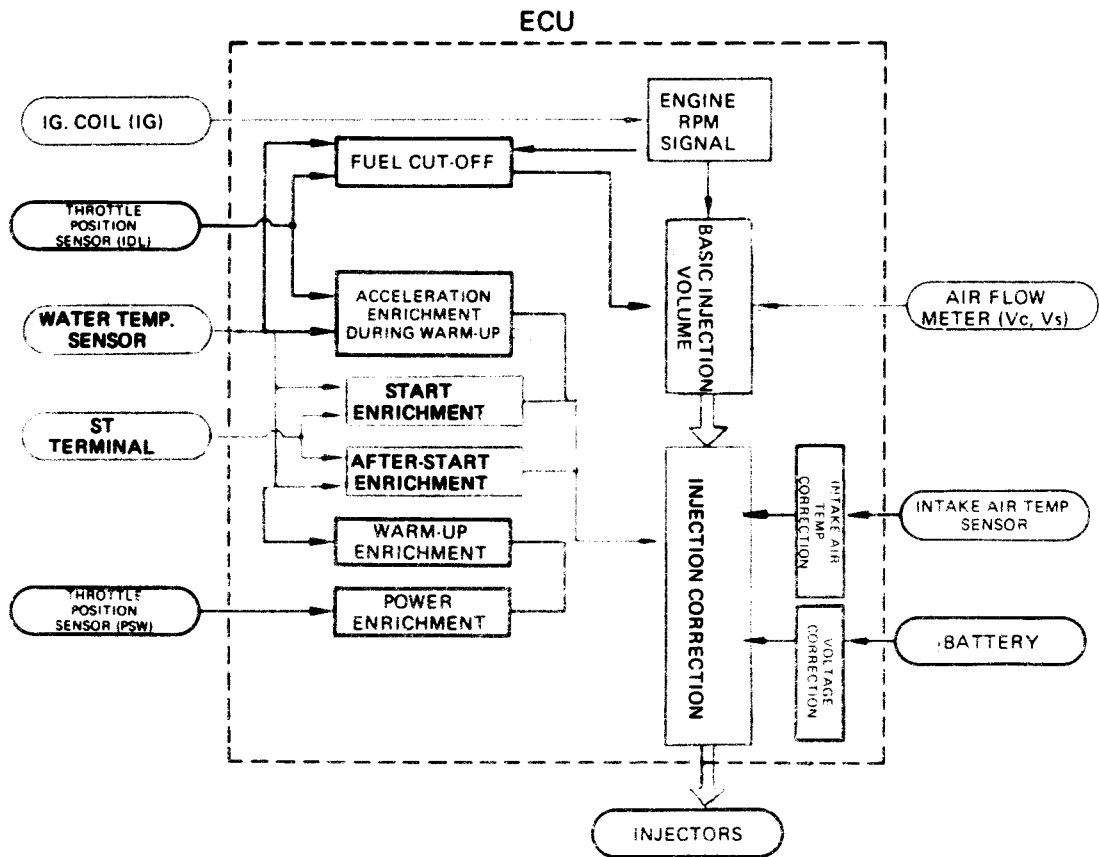 ECU
IG. COIL (IG)
ENGINE
RPM
SIGNAL
FUEL CUT-OFF
THROTTLE
POSITION
SENSOR (IDL)
BASIC INJECTION
VOLUME
ACCELERATION
ENRICHMENT
DURING WARM-UP
AIR FLOW
METER (Vc, Vs)
WATER TEMP.
SENSOR
START
ENRICHMENT
ST
TERMINAL
AFTER-START
ENRICHMENT
INJECTION CORRECTION
INTAKE AIR
TEMP
CORRECTION
INTAKE AIR TEMP
SENSOR
WARM-UP
ENRICHMENT
THROTTLE
POSITION
SENSOR (PSW)
POWER
ENRICHMENT
VOLTAGE
CORRECTION
BATTERY
INJECTORS